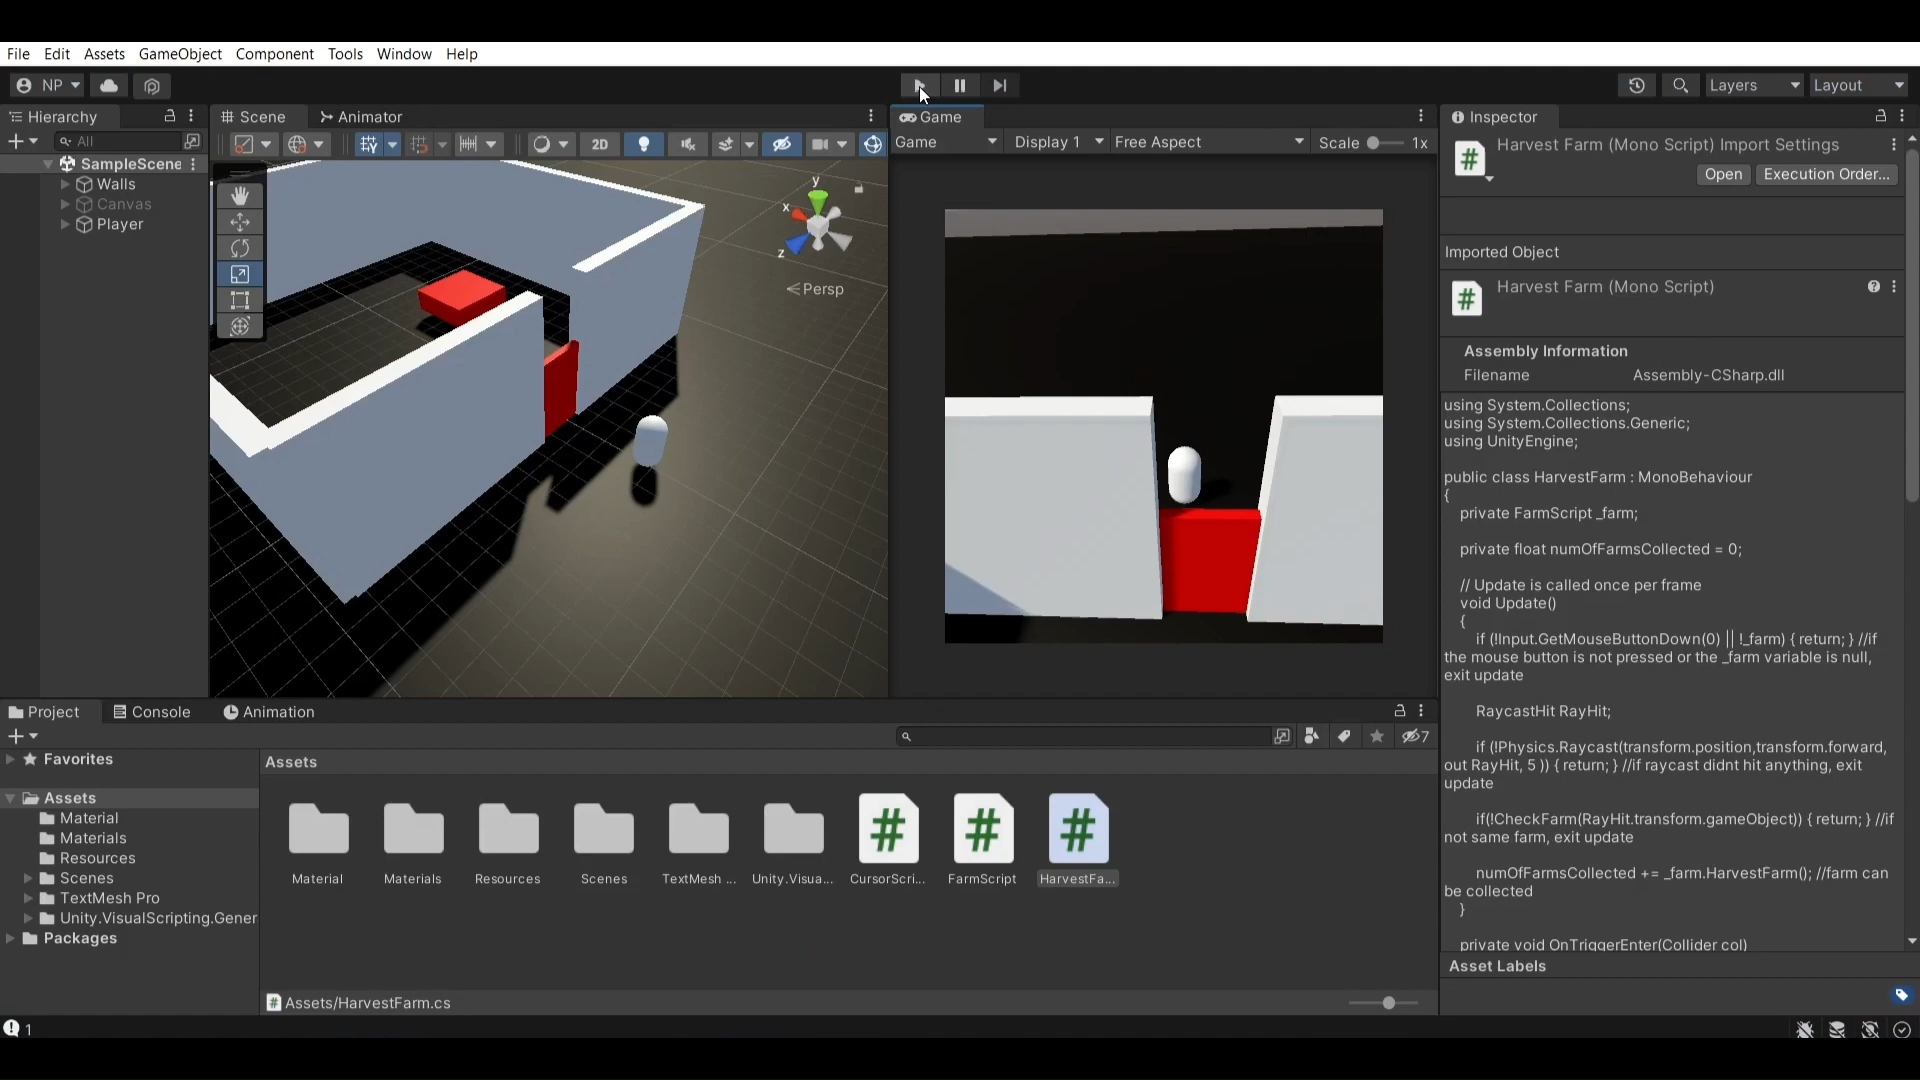 File Edit Assets GameObject Component Tools Window Help
NP
Layers
Layout
Hierarchy
All
SampleScene
Walls
Canvas
Player
Scene
Animator
2D
y
x
z
Persp
Game
Game
Display 1
Free Aspect
Scale
1x
Inspector
Harvest Farm (Mono Script) Import Settings
Open
Execution Order...
Imported Object
Harvest Farm (Mono Script)
Assembly Information
Filename Assembly-CSharp.dll
using System.Collections;
using System.Collections.Generic;
using UnityEngine;
public class HarvestFarm : MonoBehaviour
{
private FarmScript _farm;
private float numOfFarmsCollected = 0;
// Update is called once per frame
void Update()
{
if (!Input.GetMouseButtonDown(0) || !_farm) { return; } //if
the mouse button is not pressed or the _farm variable is null,
exit update
RaycastHit RayHit;
if (!Physics.Raycast(transform.position,transform.forward,
out RayHit, 5 )) { return; } //if raycast didnt hit anything, exit
update
if(!CheckFarm(RayHit.transform.gameObject)) { return; } //if
not same farm, exit update
numOfFarmsCollected += _farm.HarvestFarm(); //farm can
be collected
}
private void OnTriggerEnter(Collider col)
Asset Labels
Project
Console
Animation
7
Favorites
Assets
Material
Materials
Resources
Scenes
TextMesh Pro
Unity.VisualScripting.Gener
Packages
Assets
#
#
#
Material
Materials
Resources
Scenes
TextMesh ...
Unity.Visua...
CursorScri...
FarmScript
HarvestFa...
Assets/HarvestFarm.cs
1